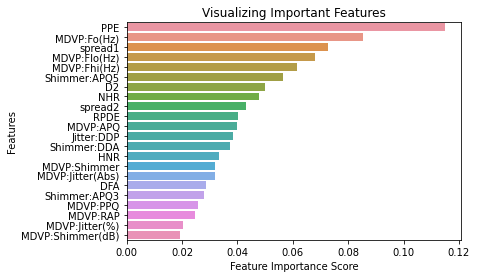 Visualizing Important Features
PPE
MDVP:Fo(Hz)
spread1
MDVP:Flo(Hz)
MDVP:Fhi(Hz)
Shimmer:APQ5
D2
NHR
spread2
RPDE
MDVP:APQ
Jitter:DDP
Shimmer:DDA
HNR
MDVP:Shimmer
MDVP:Jitter(Abs)
DFA
Shimmer:APQ3
MDVP:PPQ
MDVP:RAP
MDVP:Jitter(%)
MDVP:Shimmer(dB)
Features
0.00 0.02 0.04 0.06 0.08 0.10 0.12
Feature Importance Score